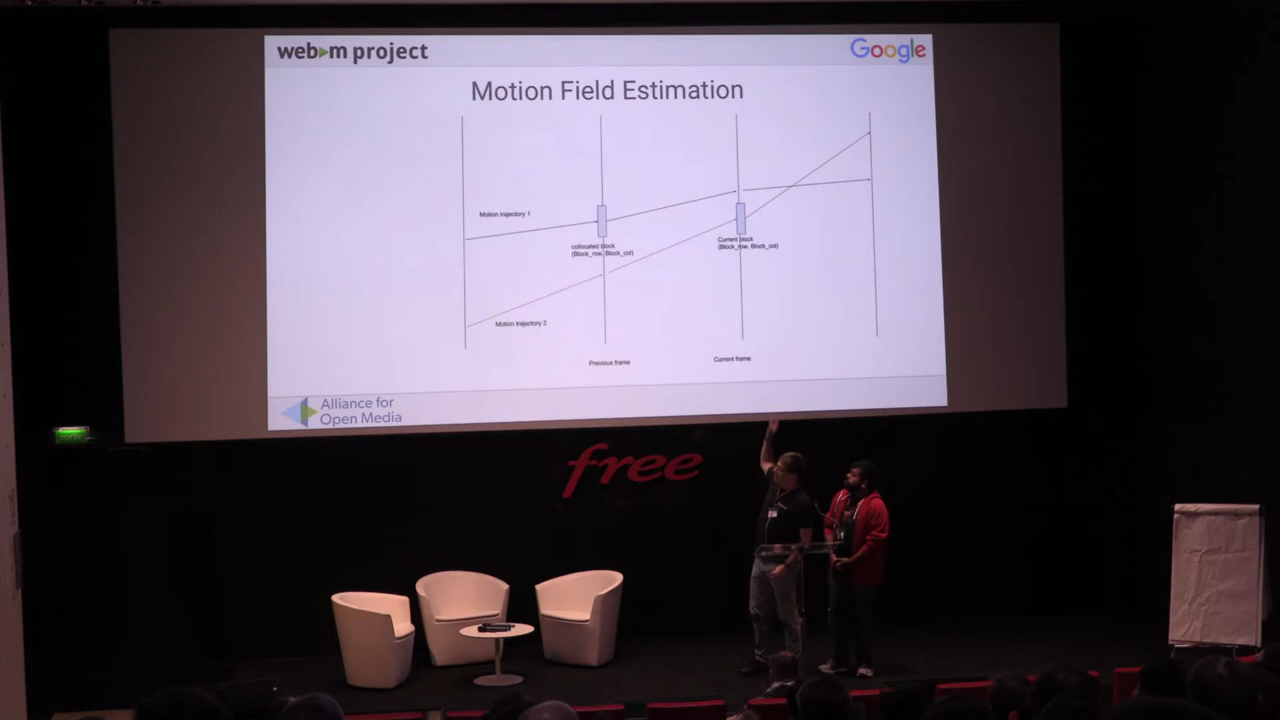 web▶m project
Google
Motion Field Estimation
Motion trajectory 1
collocated block
(Block_row, Block_col)
Current block
(Block_row, Block_col)
Motion trajectory 2
Previous frame
Current frame
Alliance for
Open Media
free